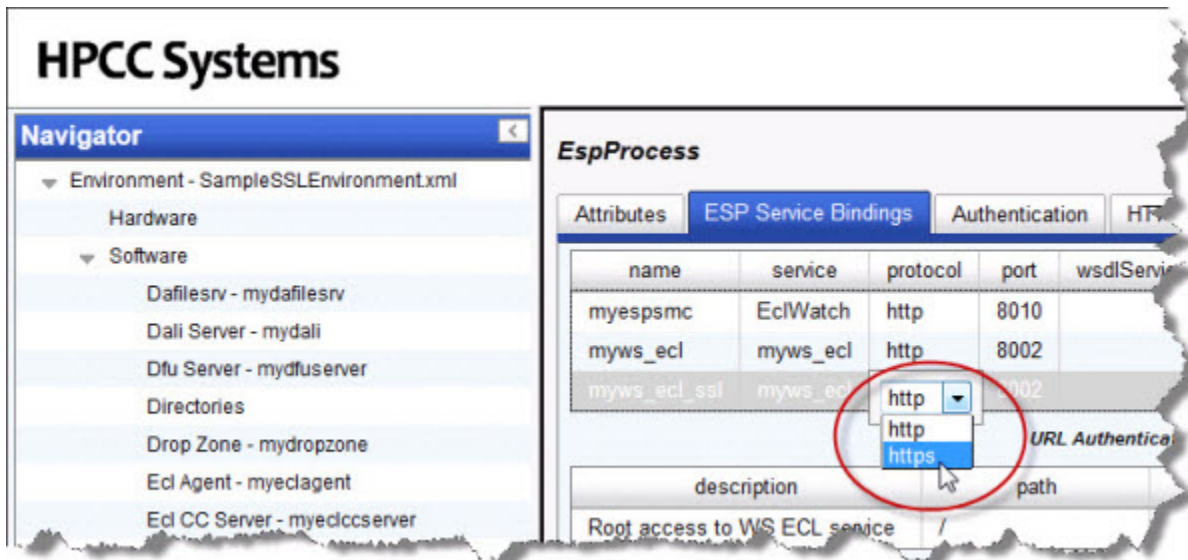 HPCC Systems
Navigator
Environment - SampleSSLEnvironment.xml
Hardware
Software
Dafilesrv - mydafilesrv
Dali Server - mydali
Dfu Server - mydfuserver
Directories
Drop Zone - mydropzone
Ecl Agent - myeclagent
Ecl CC Server - myeclccserver
EspProcess
Attributes ESP Service Bindings Authentication
name service protocol port
myespsmc EclWatch http 8010
myws_ecl myws_ecl http 8002
myws_ecl_ssl myws_ecl http
http
https
URL
description path
Root access to WS ECL service /